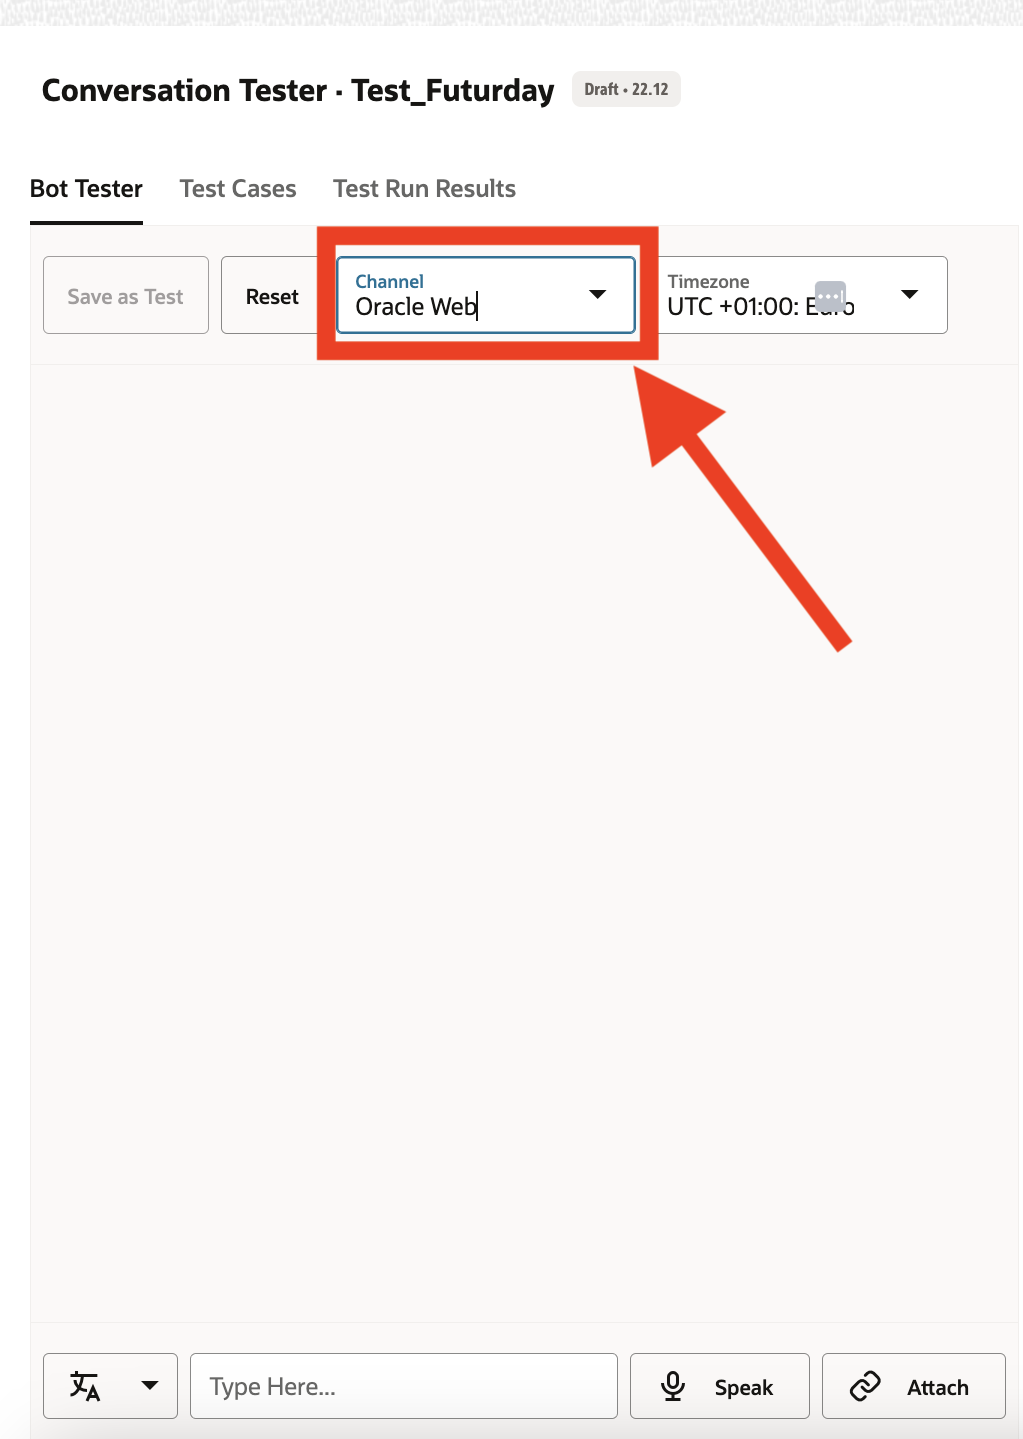 Conversation Tester · Test_Futurday
Draft • 22.12
Bot Tester
Test Cases
Test Run Results
Save as Test
Reset
Channel
Oracle Web
Timezone
UTC +01:00: Euro
Type Here...
Speak
Attach